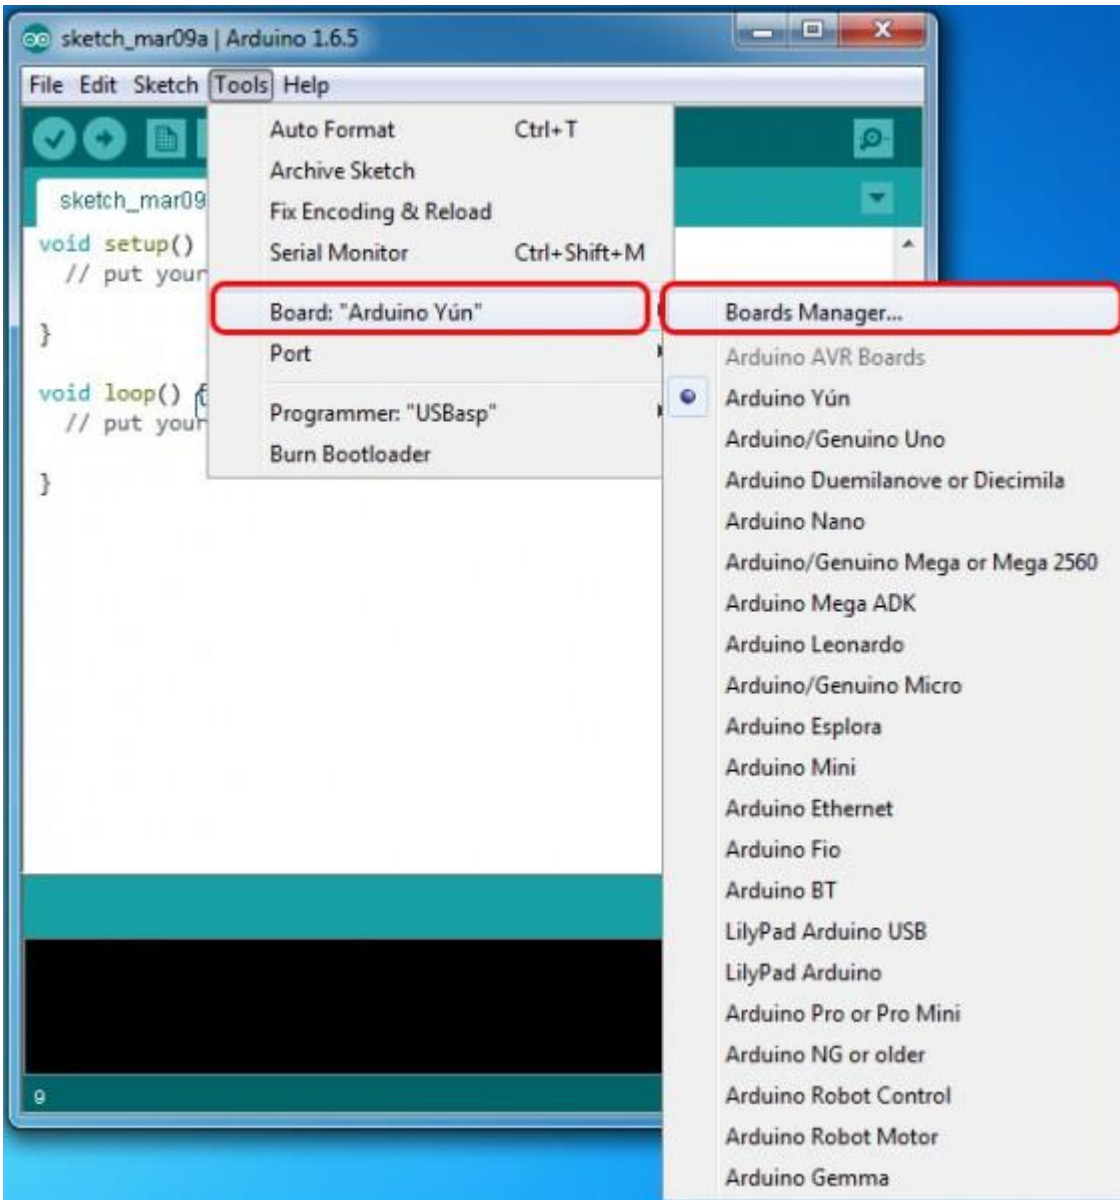 sketch_mar09a | Arduino 1.6.5
File Edit Sketch Tools Help
sketch_mar09
void setup()
// put your
}
void loop() {
// put your
}
Auto Format Ctrl+T
Archive Sketch
Fix Encoding & Reload
Serial Monitor Ctrl+Shift+M
Board: "Arduino Yún"
Port
Programmer: "USBasp"
Burn Bootloader
Boards Manager...
Arduino AVR Boards
Arduino Yún
Arduino/Genuino Uno
Arduino Duemilanove or Diecimila
Arduino Nano
Arduino/Genuino Mega or Mega 2560
Arduino Mega ADK
Arduino Leonardo
Arduino/Genuino Micro
Arduino Esplora
Arduino Mini
Arduino Ethernet
Arduino Fio
Arduino BT
LilyPad Arduino USB
LilyPad Arduino
Arduino Pro or Pro Mini
Arduino NG or older
Arduino Robot Control
Arduino Robot Motor
Arduino Gemma
9